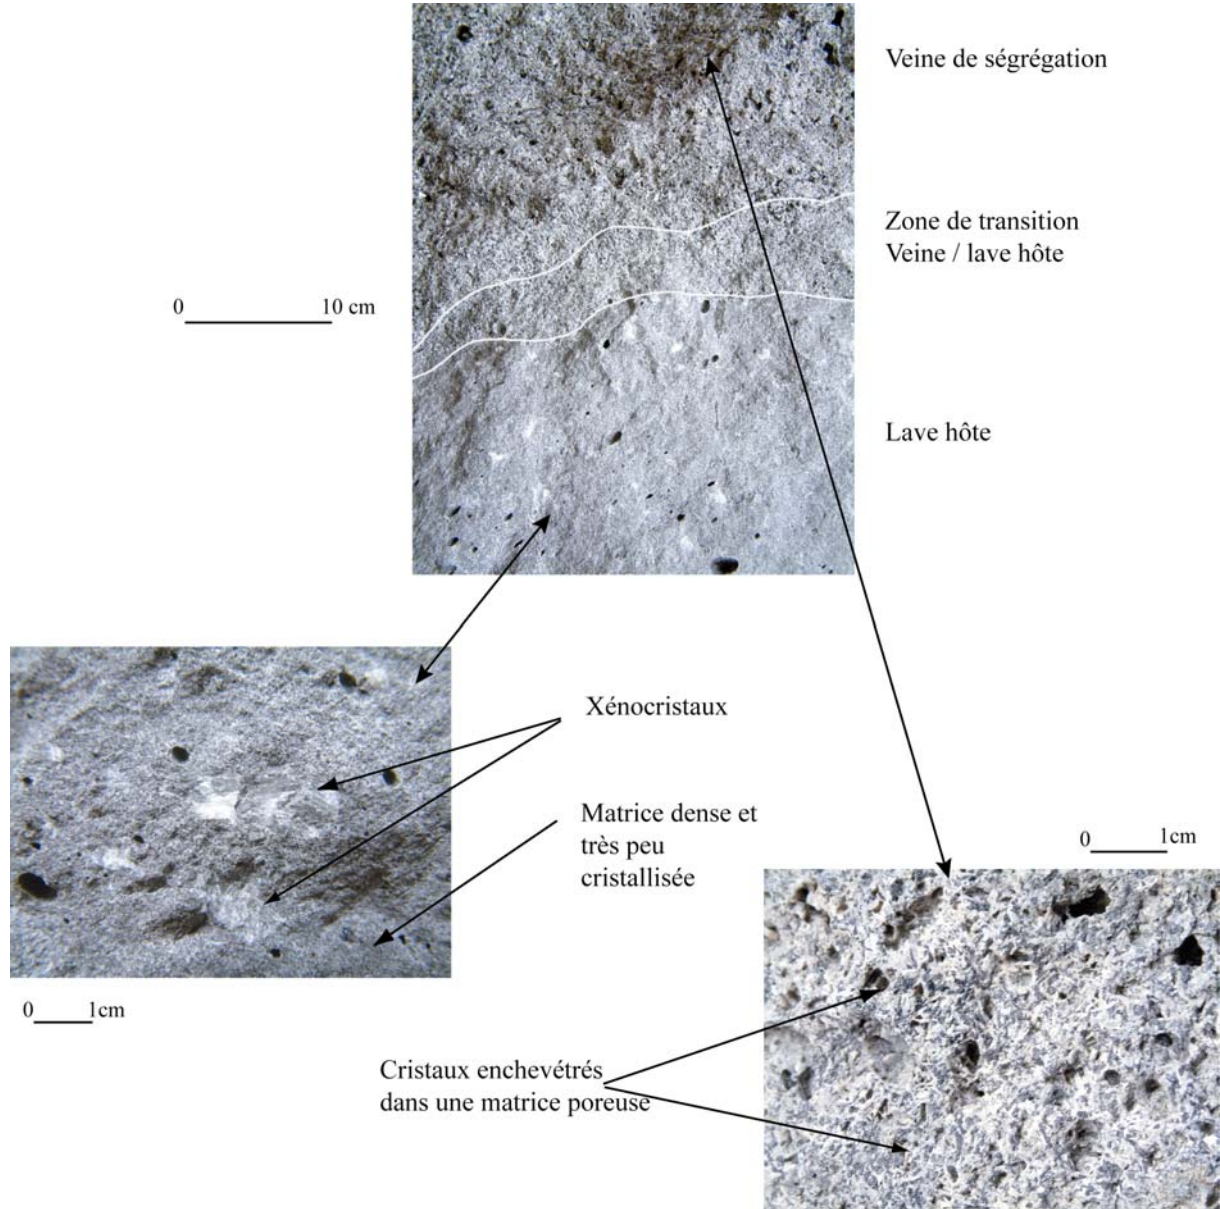 Veine de ségrégation
Zone de transition
Veine / lave hôte
0 10 cm
Lave hôte
Xénocristaux
Matrice dense et
très peu
cristallisée
0 1cm
0 1cm
Cristaux enchevétrés
dans une matrice poreuse